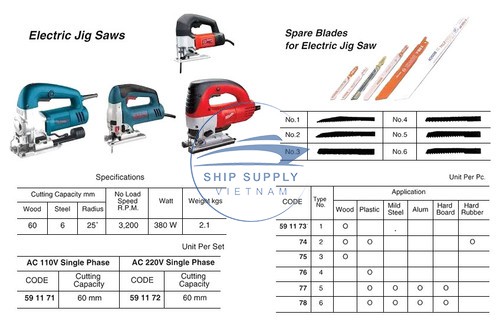 Electric Jig Saws
Spare Blades
for Electric Jig Saw
No.1 No.4
No.2 No.5
No.3 No.6
SHIP SUPPLY
VIETNAM
Specifications
Cutting Capacity mm No Load Speed R.P.M. Watt Weight kgs
Wood Steel Radius
60 6 25˚ 3,200 380 W 2.1
Unit Per Set
AC 110V Single Phase AC 220V Single Phase
CODE Cutting Capacity CODE Cutting Capacity
59 11 71 60 mm 59 11 72 60 mm
Unit Per Pc.
CODE Type No. Application
Wood Plastic Mild Steel Alum Hard Board Hard Rubber
59 11 73 1 O
74 2 O O O
75 3 O
76 4 O
77 5 O O O O
78 6 O O O O